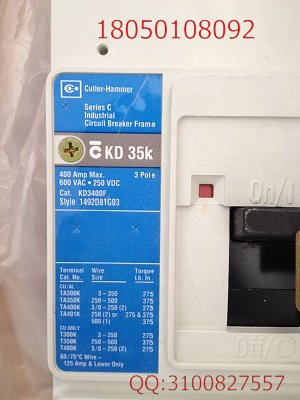 18050108092
Cutler-Hammer
Series C
Industrial
Circuit Breaker Frame
C KD 35k
400 Amp Max. 3 Pole
600 VAC • 250 VDC
Cat. KD3400F
Style 1492D81G03
Terminal Wire Torque
Cat. No. Size Lb. In.
CU/AL
TA300K 3-350 275
TA350K 250-500 375
TA400K 3/0-250 (2) 275
TA401K 250 (2) or 275 & 375
500 (1) 375
CU ONLY
T300K 3-350 275
T350K 250-500 375
T400K 3/0-250 (2) 275
60/75°C Wire –
125 Amp & Lower Only
On/I
Off/O
QQ:3100827557